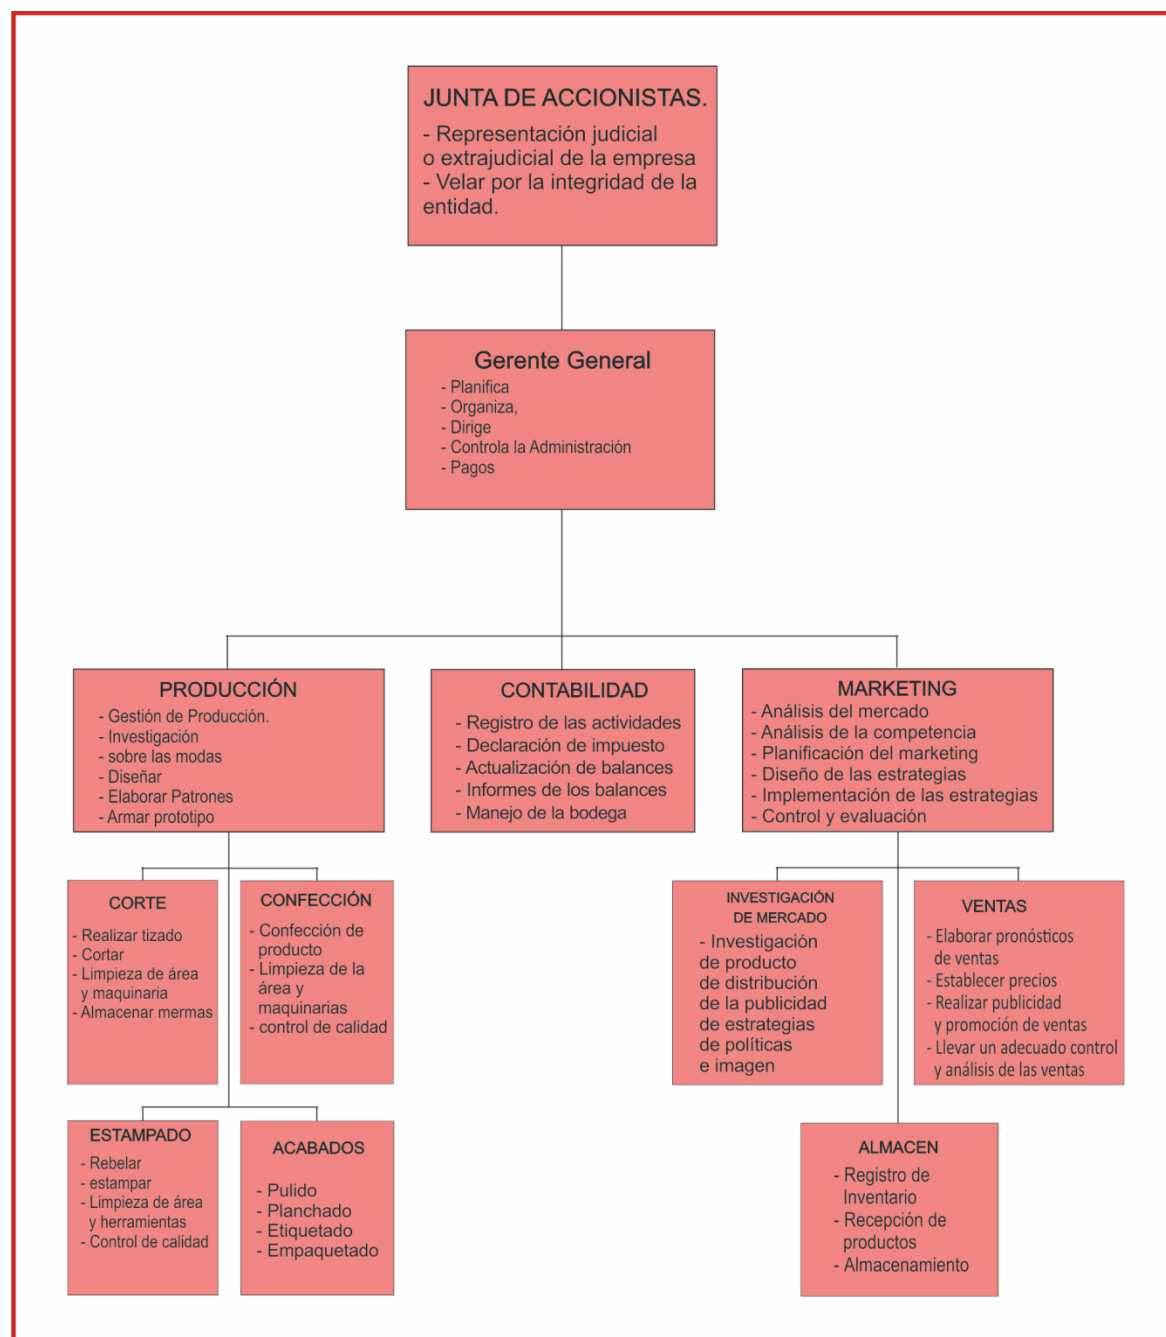 JUNTA DE ACCIONISTAS.
- Representación judicial
o extrajudicial de la empresa
- Velar por la integridad de la
entidad.
Gerente General
- Planifica
- Organiza,
- Dirige
- Controla la Administración
- Pagos
PRODUCCIÓN
- Gestión de Producción.
- Investigación
- sobre las modas
- Diseñar
- Elaborar Patrones
- Armar prototipo
CONTABILIDAD
- Registro de las actividades
- Declaración de impuesto
- Actualización de balances
- Informes de los balances
- Manejo de la bodega
MARKETING
- Análisis del mercado
- Análisis de la competencia
- Planificación del marketing
- Diseño de las estrategias
- Implementación de las estrategias
- Control y evaluación
CORTE
- Realizar tizado
- Cortar
- Limpieza de área
y maquinaria
- Almacenar mermas
CONFECCIÓN
- Confección de
producto
- Limpieza de la
área y
maquinarias
- control de calidad
INVESTIGACIÓN
DE MERCADO
- Investigación
de producto
de distribución
de la publicidad
de estrategias
de políticas
e imagen
VENTAS
- Elaborar pronósticos
de ventas
- Establecer precios
- Realizar publicidad
y promoción de ventas
- Llevar un adecuado control
y análisis de las ventas
ESTAMPADO
- Rebelar
- estampar
- Limpieza de área
y herramientas
- Control de calidad
ACABADOS
- Pulido
- Planchado
- Etiquetado
- Empaquetado
ALMACEN
- Registro de
Inventario
- Recepción de
productos
- Almacenamiento